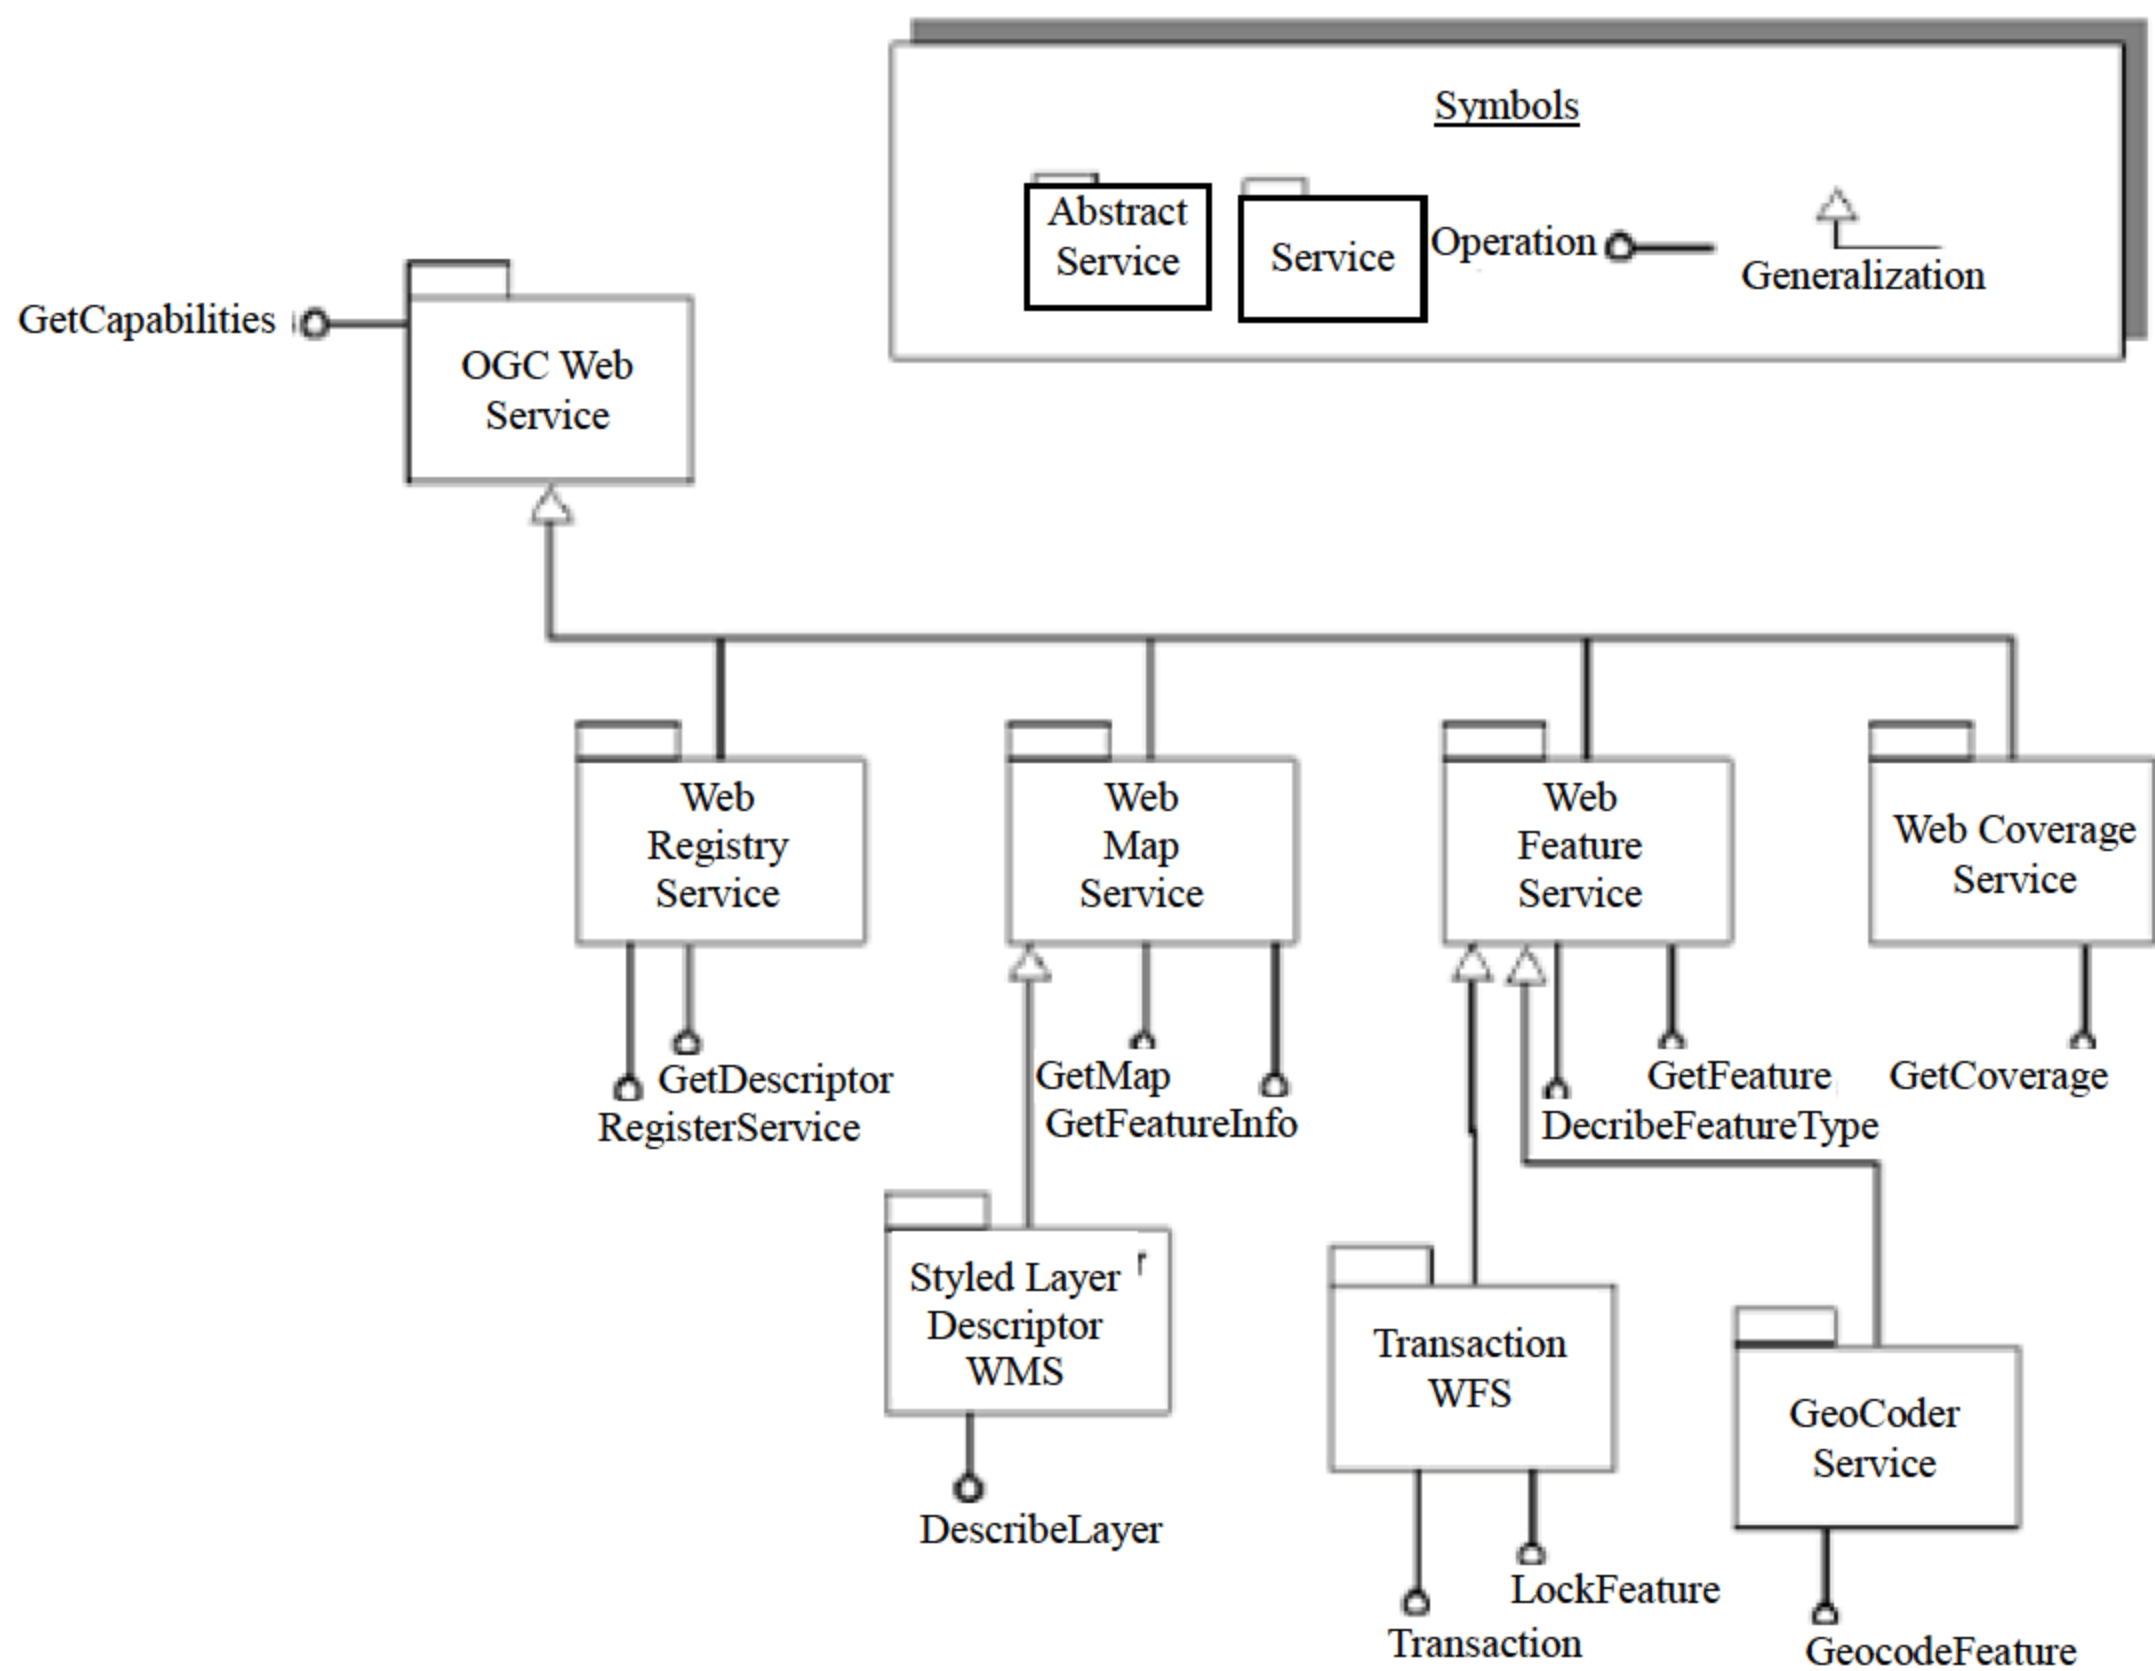 Symbols
Abstract
Service
Service
Operation
Generalization
GetCapabilities
OGC Web
Service
Web
Registry
Service
Web
Map
Service
Web
Feature
Service
Web Coverage
Service
GetDescriptor
RegisterService
GetMap
GetFeatureInfo
GetFeature
DecribeFeatureType
GetCoverage
Styled Layer
Descriptor
WMS
Transaction
WFS
GeoCoder
Service
DescribeLayer
LockFeature
Transaction
GeocodeFeature